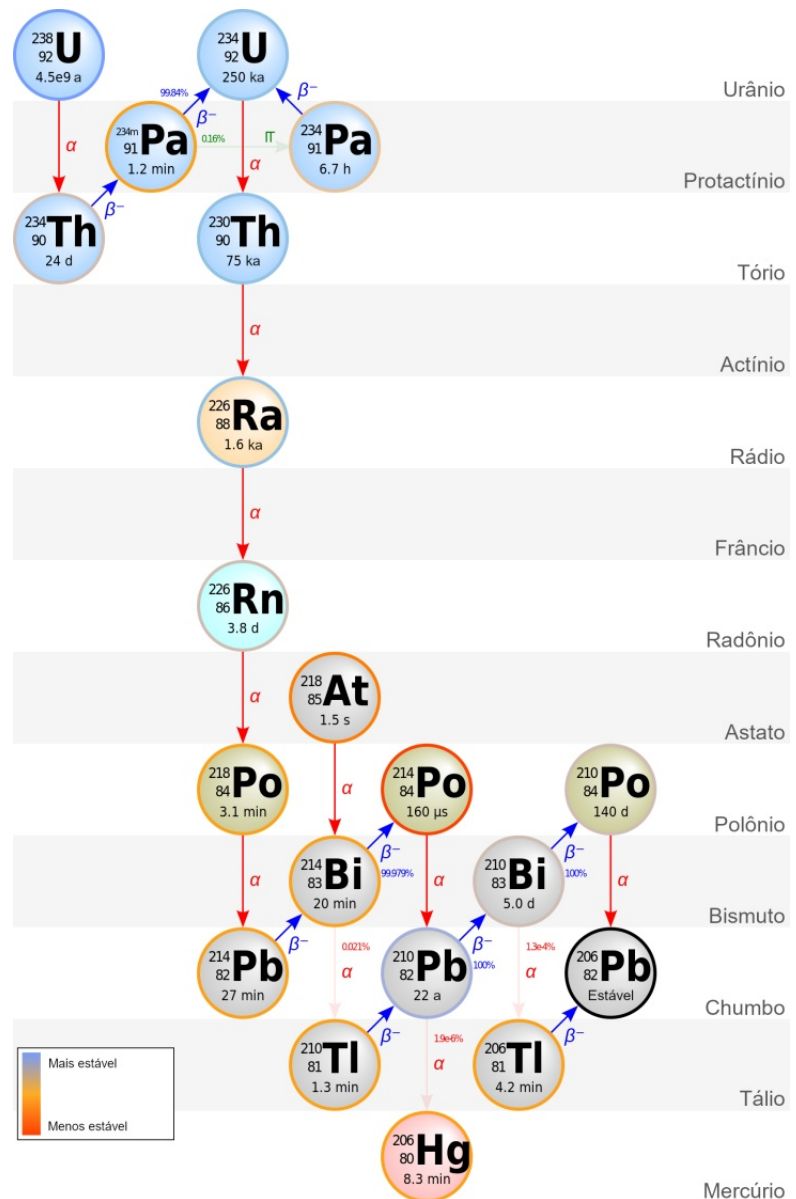 238
92 U
4.5e9 a
234
92 U
250 ka
Urânio
99.84%
β⁻
β⁻
α
234m
91 Pa
1.2 min
0.16%
IT
α
234
91 Pa
6.7 h
Protactínio
β⁻
234
90 Th
24 d
230
90 Th
75 ka
Tório
α
Actínio
226
88 Ra
1.6 ka
Rádio
α
Frâncio
226
86 Rn
3.8 d
Radônio
α
218
85 At
1.5 s
Astato
218
84 Po
3.1 min
α
214
84 Po
160 µs
210
84 Po
140 d
Polônio
α
214
83 Bi
20 min
β⁻
99.979%
α
210
83 Bi
5.0 d
β⁻
100%
α
Bismuto
214
82 Pb
27 min
β⁻
0.021%
α
210
82 Pb
22 a
β⁻
100%
1.3e-4%
α
206
82 Pb
Estável
Chumbo
210
81 Tl
1.3 min
β⁻
1.9e-6%
α
206
81 Tl
4.2 min
β⁻
Tálio
Mais estável
Menos estável
206
80 Hg
8.3 min
Mercúrio